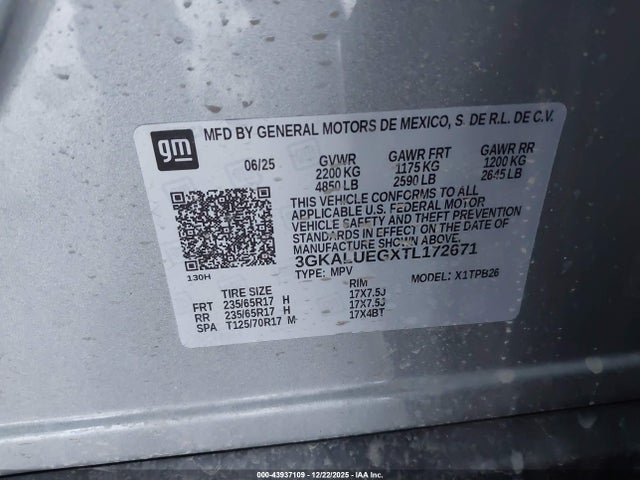 gm
MFD BY GENERAL MOTORS DE MEXICO, S. DE R.L. DE C.V.
06/25 GVWR GAWR FRT GAWR RR
2200 KG 1175 KG 1200 KG
4850 LB 2590 LB 2645 LB
THIS VEHICLE CONFORMS TO ALL
APPLICABLE U.S. FEDERAL MOTOR
VEHICLE SAFETY AND THEFT PREVENTION
STANDARDS IN EFFECT ON THE DATE OF
MANUFACTURE SHOWN ABOVE.
3GKALUEGXTL172671
130H TYPE: MPV MODEL: X1TPB26
TIRE SIZE RIM
FRT 235/65R17 H 17X7.5J
RR 235/65R17 H 17X7.5J
SPA T125/70R17 M 17X4BT
000-43937109 | 12/22/2025 | IAA Inc.